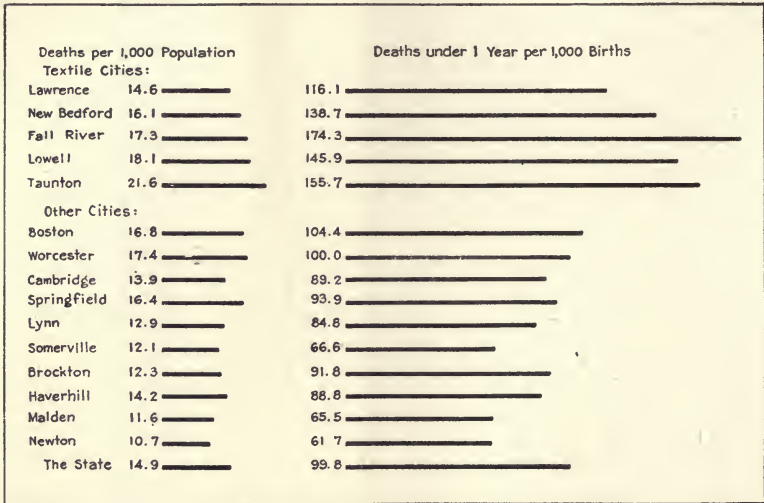 Deaths per 1,000 Population Deaths under 1 Year per 1,000 Births
Textile Cities:
Lawrence 14.6 116.1
New Bedford 16.1 138.7
Fall River 17.3 174.3
Lowell 18.1 145.9
Taunton 21.6 155.7
Other Cities:
Boston 16.8 104.4
Worcester 17.4 100.0
Cambridge 13.9 89.2
Springfield 16.4 93.9
Lynn 12.9 84.8
Somerville 12.1 66.6
Brockton 12.3 91.8
Haverhill 14.2 88.8
Malden 11.6 65.5
Newton 10.7 61 7
The State 14.9 99.8